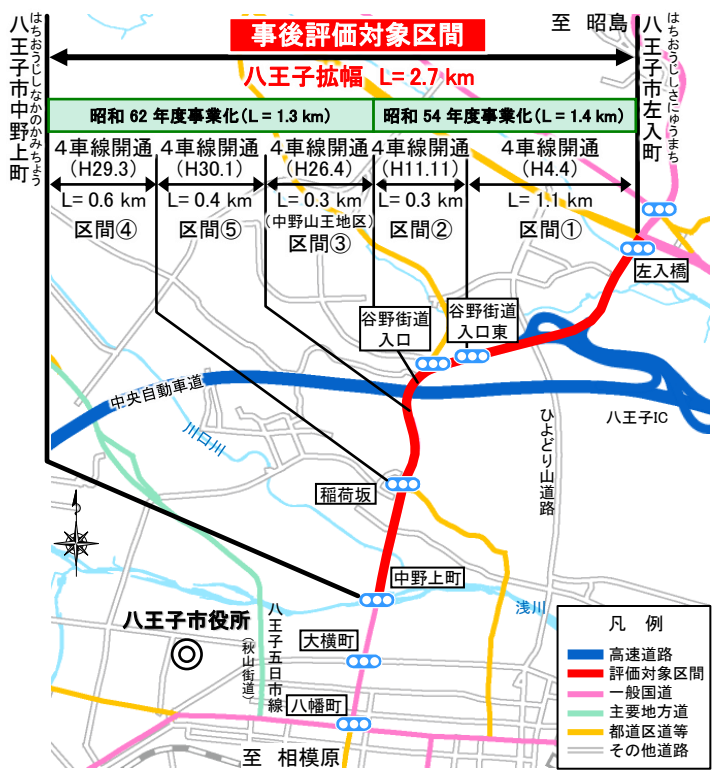 事後評価対象区間
至 昭島
八王子拡幅 L= 2.7 km
はちおうじしなかのかみちょう
八王子市中野上町
はちおうじしさにゅうまち
八王子市左入町
昭和 62 年度事業化(L = 1.3 km)
昭和 54 年度事業化(L = 1.4 km)
4車線開通
(H29.3)
L= 0.6 km
区間④
4車線開通
(H30.1)
L= 0.4 km
区間⑤
4車線開通
(H26.4)
L= 0.3 km
(中野山王地区)
区間③
4車線開通
(H11.11)
L= 0.3 km
区間②
4車線開通
(H4.4)
L= 1.1 km
区間①
左入橋
谷野街道
入口
谷野街道
入口東
中央自動車道
八王子IC
川口川
ひよどり山道路
稲荷坂
中野上町
浅川
八王子市役所
八王子五日市線
(秋山街道)
大横町
八幡町
至 相模原
凡 例
高速道路
評価対象区間
一般国道
主要地方道
都道区道等
その他道路